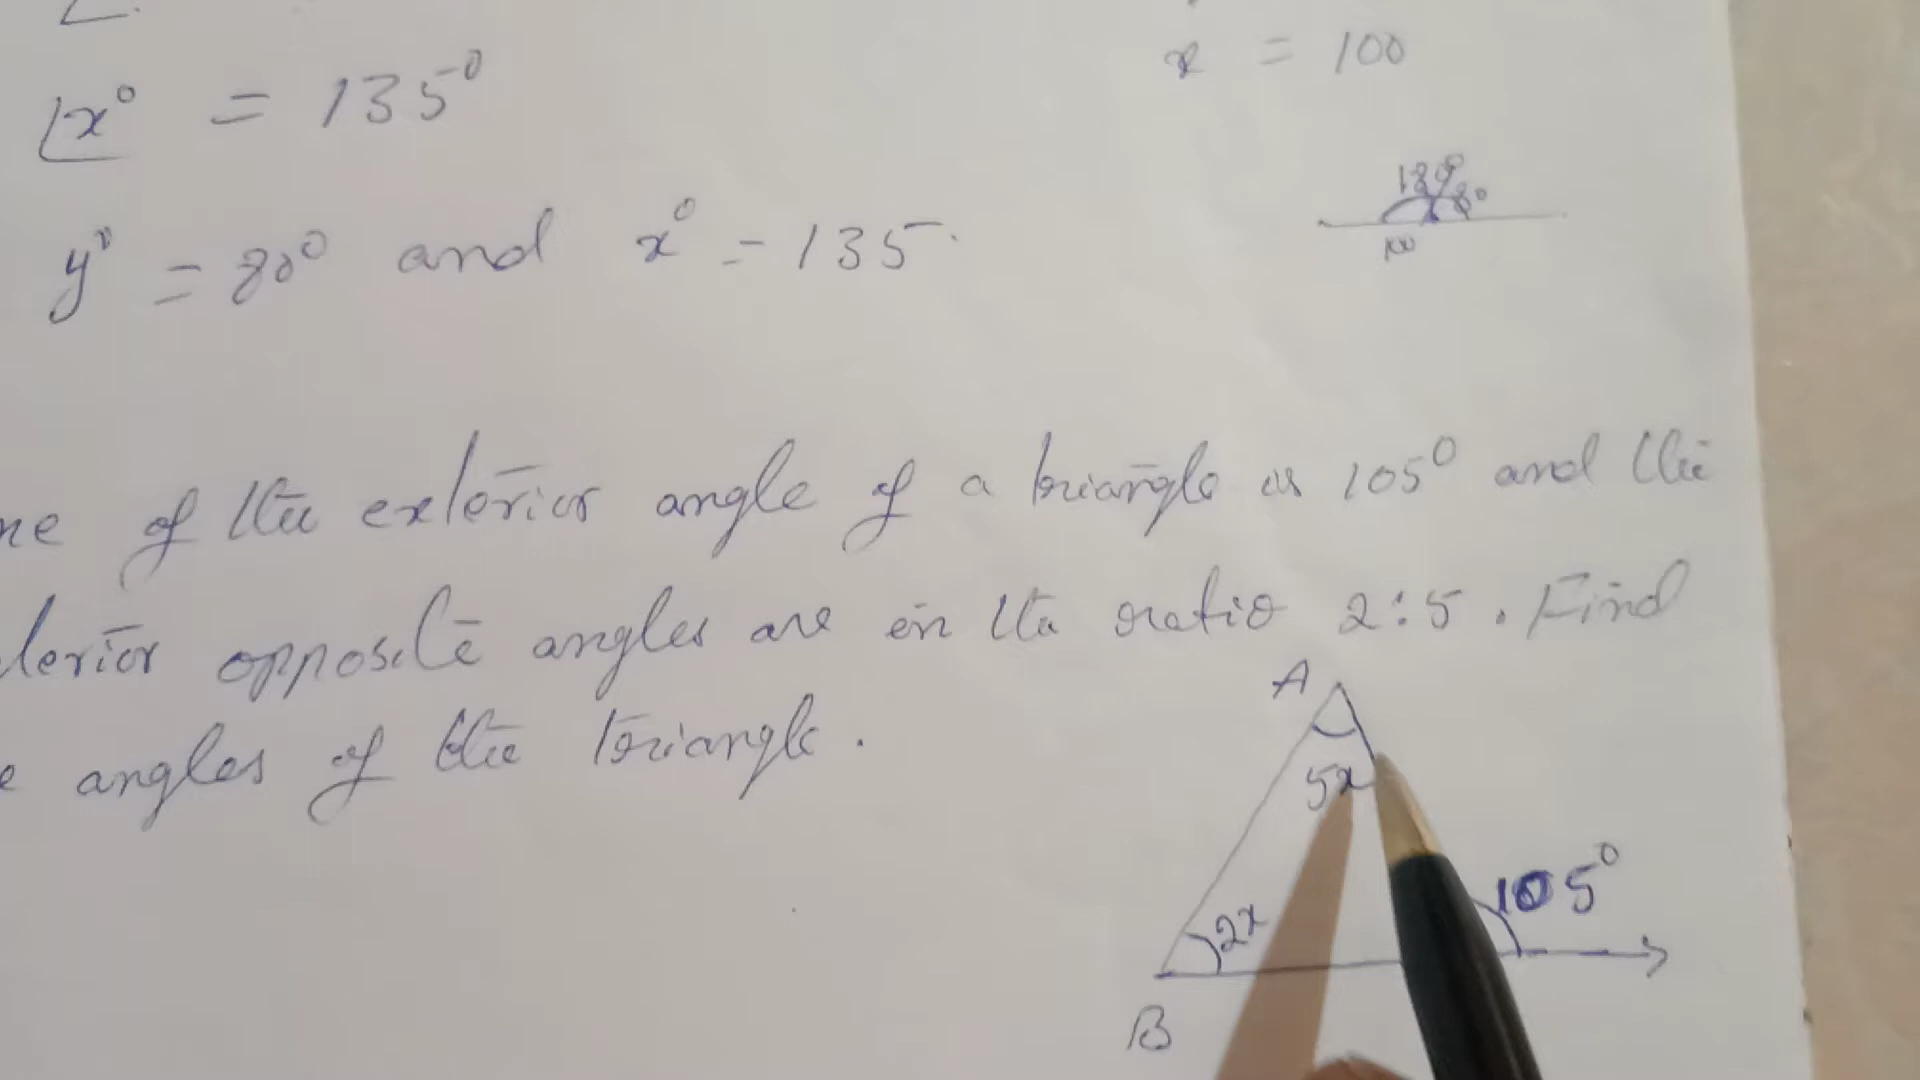 x = 100
x° = 135°
180° 80
100
y° = 80° and x° = 135
ne of the exterior angle of a triangle is 105° and the
terior opposite angles are in the ratio 2:5. Find
e angles of the triangle.
A
5x
105°
2x
B